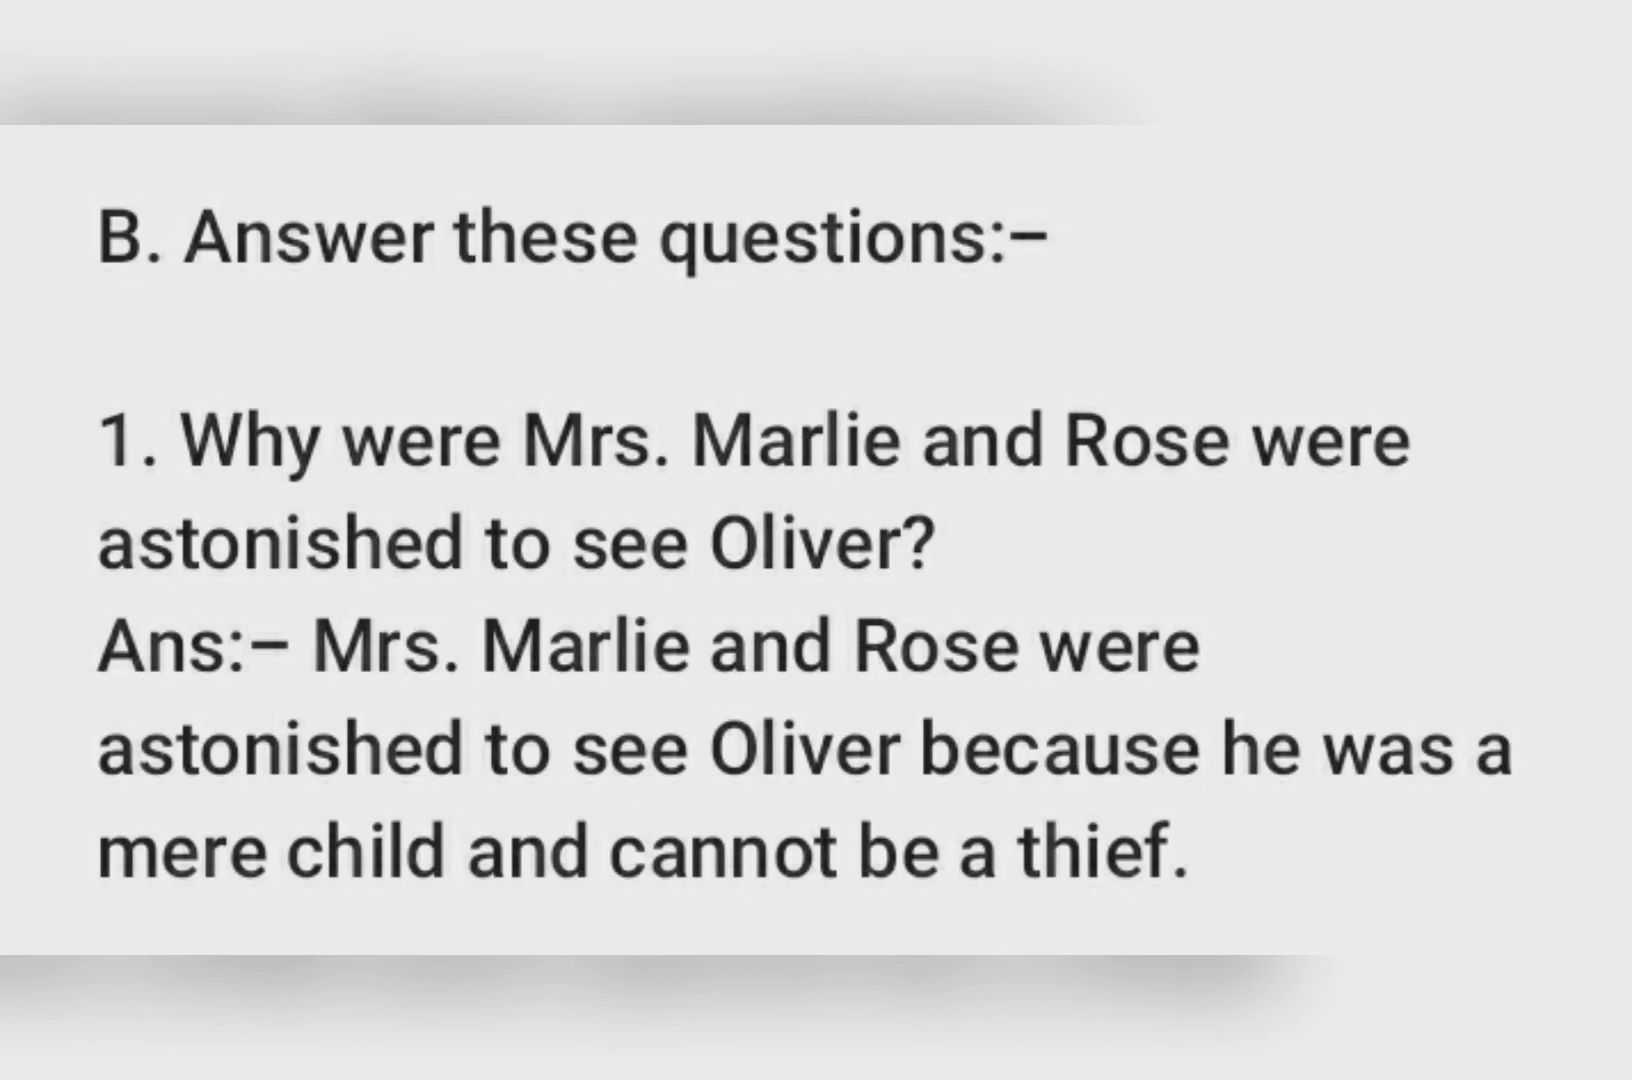 B. Answer these questions:–
1. Why were Mrs. Marlie and Rose were
astonished to see Oliver?
Ans:– Mrs. Marlie and Rose were
astonished to see Oliver because he was a
mere child and cannot be a thief.